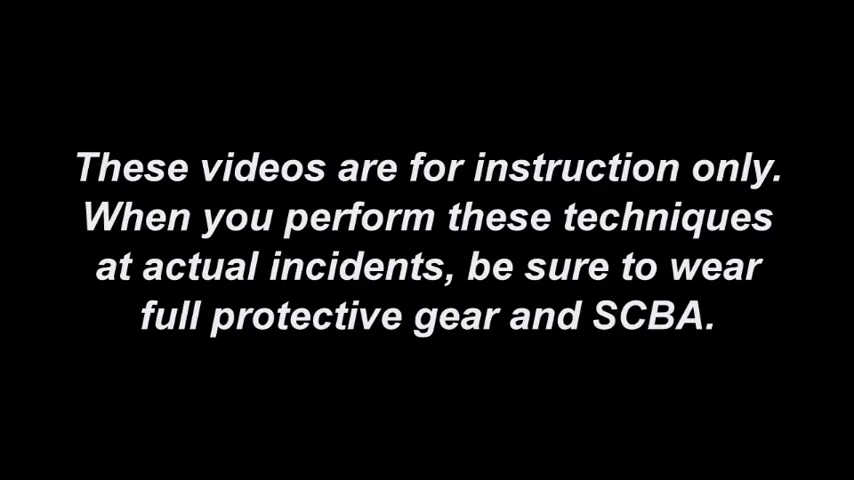 These videos are for instruction only.
When you perform these techniques
at actual incidents, be sure to wear
full protective gear and SCBA.